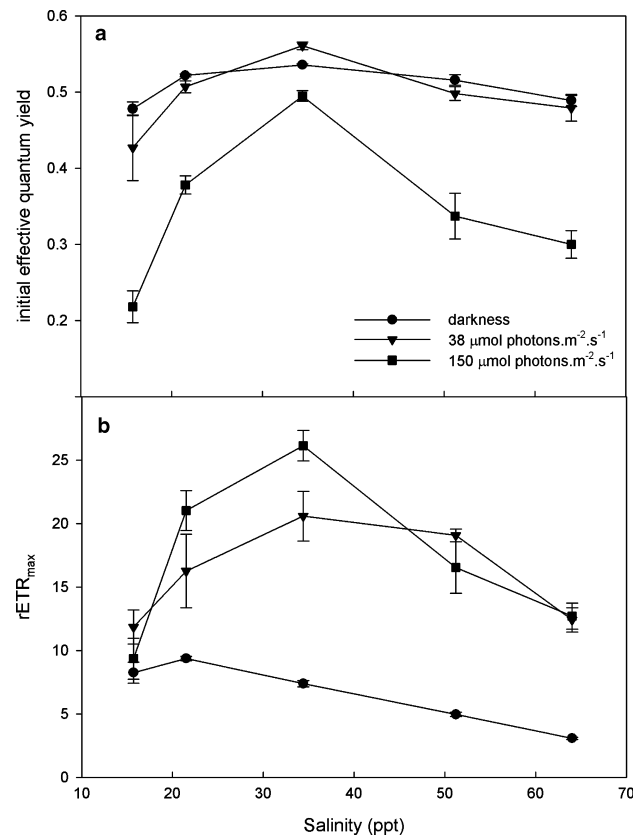 a
0.6
0.5
0.4
0.3
0.2
initial effective quantum yield
darkness
38 μmol photons.m⁻².s⁻¹
150 μmol photons.m⁻².s⁻¹
b
25
20
15
10
5
0
rETRmax
10 20 30 40 50 60 70
Salinity (ppt)